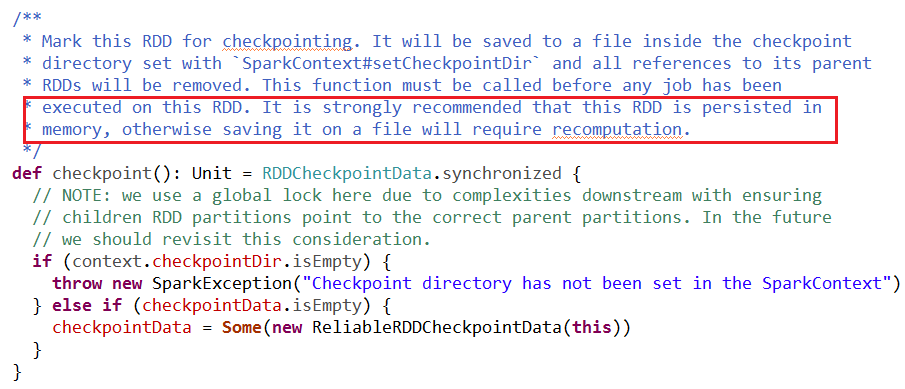 /**
 * Mark this RDD for checkpointing. It will be saved to a file inside the checkpoint
 * directory set with `SparkContext#setCheckpointDir` and all references to its parent
 * RDDs will be removed. This function must be called before any job has been
 * executed on this RDD. It is strongly recommended that this RDD is persisted in
 * memory, otherwise saving it on a file will require recomputation.
 */
def checkpoint(): Unit = RDDCheckpointData.synchronized {
  // NOTE: we use a global lock here due to complexities downstream with ensuring
  // children RDD partitions point to the correct parent partitions. In the future
  // we should revisit this consideration.
  if (context.checkpointDir.isEmpty) {
    throw new SparkException("Checkpoint directory has not been set in the SparkContext")
  } else if (checkpointData.isEmpty) {
    checkpointData = Some(new ReliableRDDCheckpointData(this))
  }
}